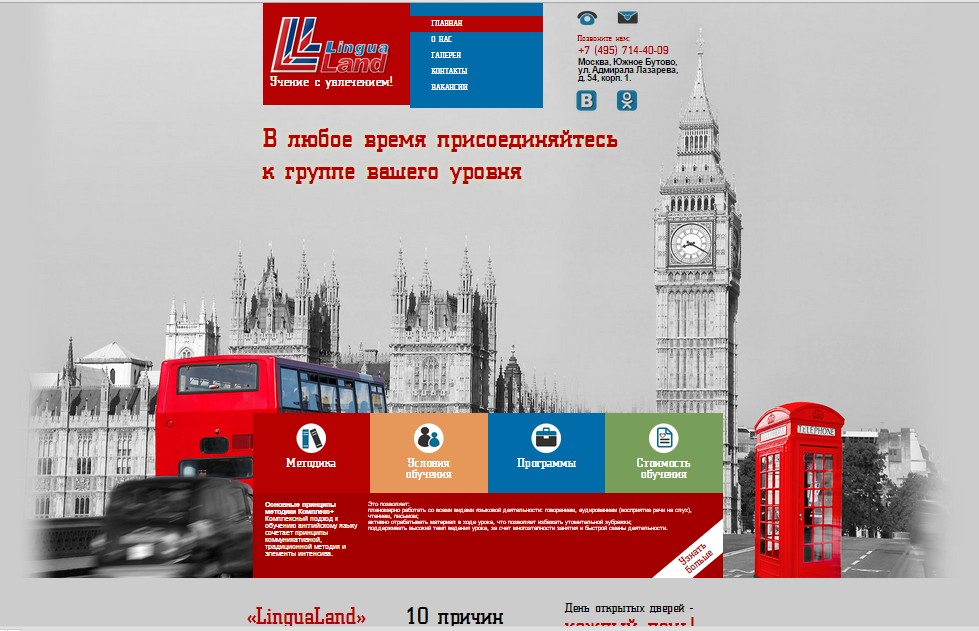 Lingua
Land
Учение с увлечением!
ГЛАВНАЯ
О НАС
ГАЛЕРЕЯ
КОНТАКТЫ
ВАКАНСИИ
Позвоните нам:
+7 (495) 714-40-09
Москва, Южное Бутово,
ул. Адмирала Лазарева,
д. 54, корп. 1.
В любое время присоединяйтесь
к группе вашего уровня
TELEPHONE
Методика
Условия
обучения
Программы
Стоимость
обучения
Основные принципы
методики Комплекс+
Комплексный подход к
обучению английскому языку
сочетает принципы
коммуникативной,
традиционной методик и
элементы интенсива.
Это позволяет:
планомерно работать со всеми видами языковой деятельности: говорением, аудированием (восприятие речи на слух),
чтением, письмом;
активно отрабатывать материал в ходе урока, что позволяет избежать утомительной зубрежки;
поддерживать высокий темп ведения урока, за счет многоэтапности занятия и быстрой смены деятельности.
Узнать
больше
«LinguaLand»
10 причин
День открытых дверей -
каждый день!